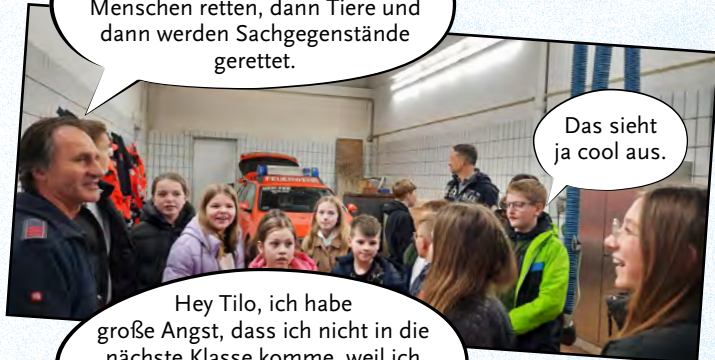 Menschen retten, dann Tiere und
dann werden Sachgegenstände
gerettet.
Das sieht
ja cool aus.
FEUERWEHR
Hey Tilo, ich habe
große Angst, dass ich nicht in die
nächste Klasse komme, weil ich